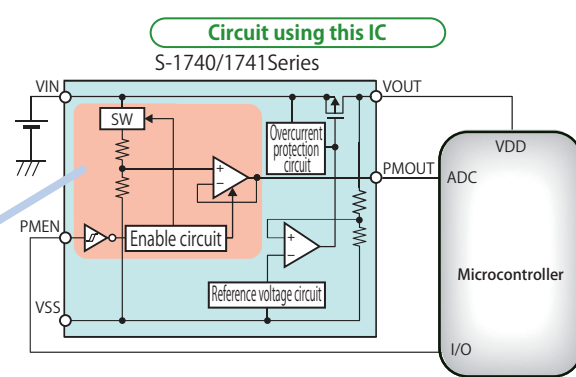 Circuit using this IC
S-1740/1741Series
VIN
VOUT
SW
Overcurrent
protection
circuit
VDD
+
−
PMOUT
ADC
PMEN
Enable circuit
+
−
Microcontroller
Reference voltage circuit
VSS
I/O